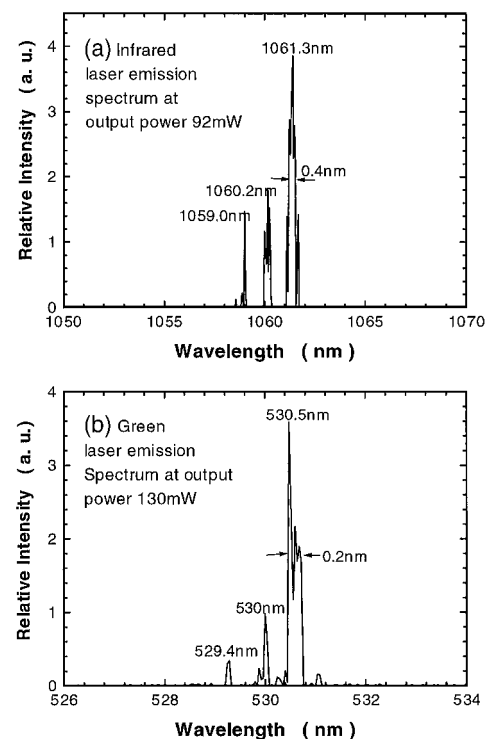 (a) Infrared
laser emission
spectrum at
output power 92mW
1061.3nm
0.4nm
1060.2nm
1059.0nm
Relative Intensity ( a. u. )
4
3
2
1
0
1050
1055
1060
1065
1070
Wavelength ( nm )
(b) Green
laser emission
Spectrum at output
power 130mW
530.5nm
0.2nm
530nm
529.4nm
Relative Intensity ( a. u.)
4
3
2
1
0
526
528
530
532
534
Wavelength ( nm )